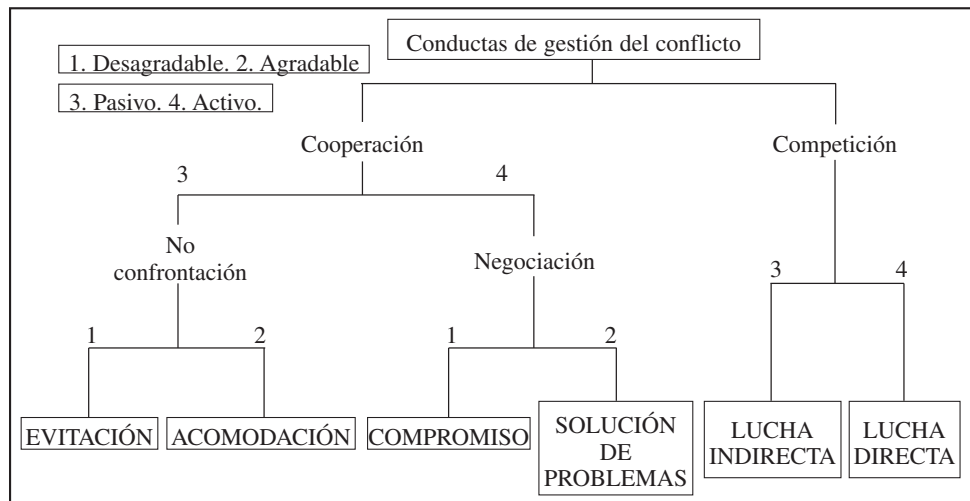 Conductas de gestión del conflicto
1. Desagradable. 2. Agradable
3. Pasivo. 4. Activo.
Cooperación
Competición
3
4
No
confrontación
Negociación
3
4
1
2
1
2
EVITACIÓN
ACOMODACIÓN
COMPROMISO
SOLUCIÓN
DE
PROBLEMAS
LUCHA
INDIRECTA
LUCHA
DIRECTA